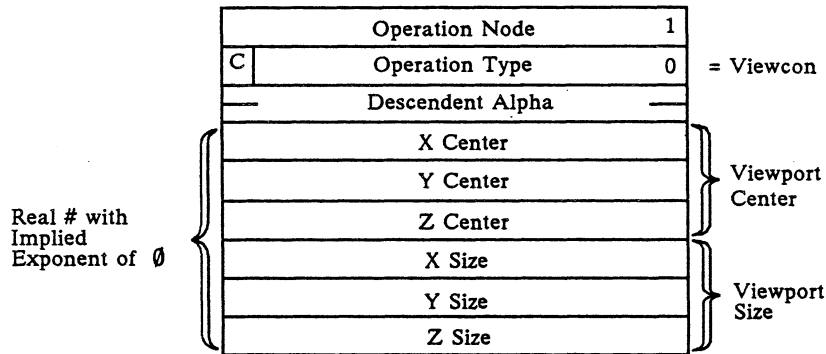 Operation Node 1
C Operation Type 0 = Viewcon
Descendent Alpha
X Center
Y Center
Z Center
X Size
Y Size
Z Size
Real # with
Implied
Exponent of Ø
Viewport
Center
Viewport
Size